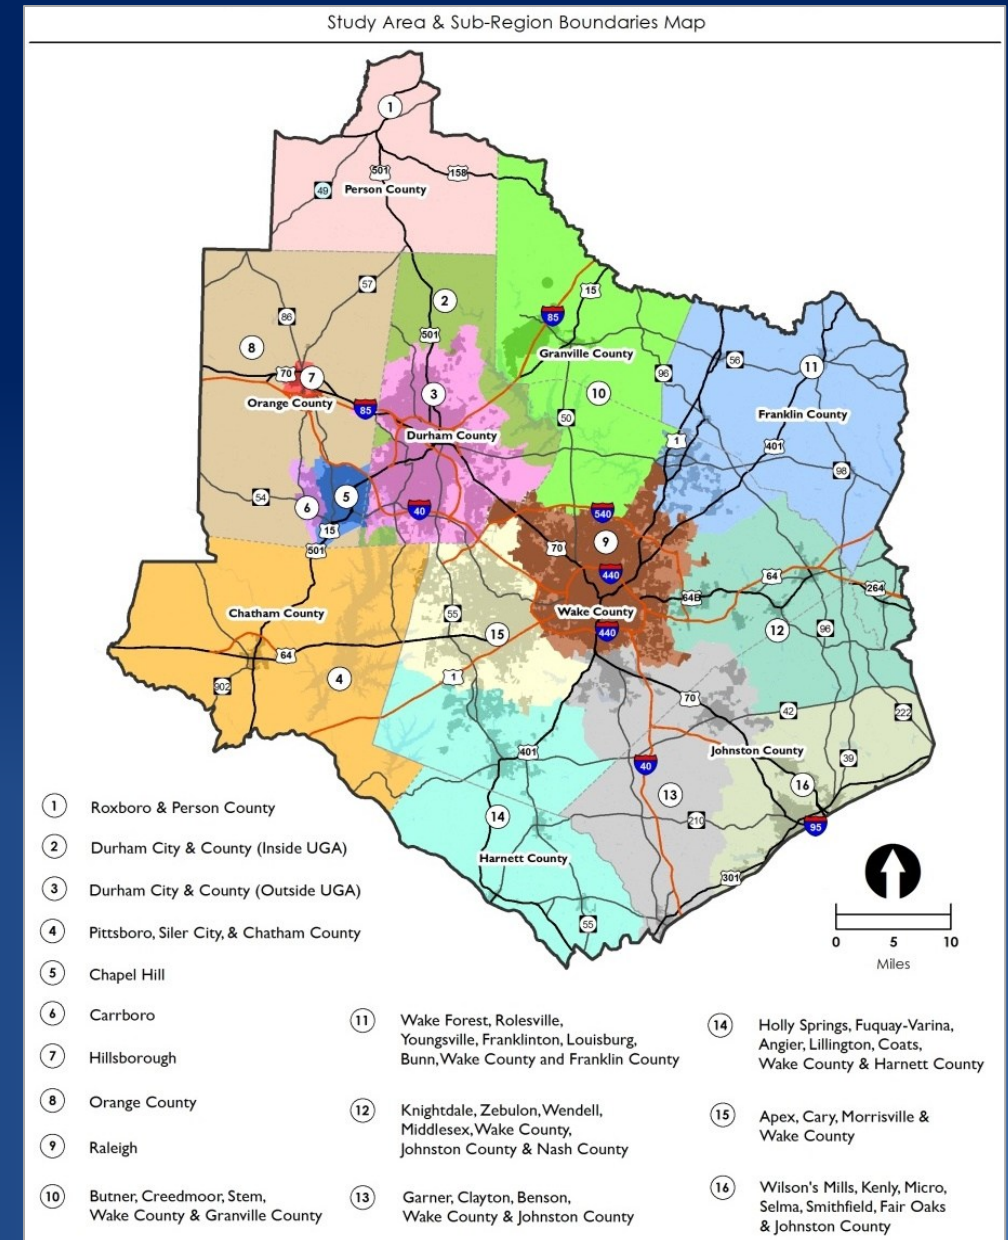 Study Area & Sub-Region Boundaries Map
1
501
158
49
Person County
57
2
15
86
85
501
8
Granville County
56
11
70
7
96
3
10
Orange County
85
Franklin County
50
Durham County
1
401
98
54
5
6
40
540
15
9
501
70
440
64
264
64B
Chatham County
55
Wake County
12
96
15
440
64
4
1
902
70
42
222
401
Johnston County
39
40
13
16
14
210
95
Harnett County
301
55
0 5 10
Miles
1 Roxboro & Person County
2 Durham City & County (Inside UGA)
3 Durham City & County (Outside UGA)
4 Pittsboro, Siler City, & Chatham County
5 Chapel Hill
6 Carrboro
7 Hillsborough
8 Orange County
9 Raleigh
10 Butner, Creedmoor, Stem,
Wake County & Granville County
11 Wake Forest, Rolesville,
Youngsville, Franklinton, Louisburg,
Bunn, Wake County and Franklin County
12 Knightdale, Zebulon, Wendell,
Middlesex, Wake County,
Johnston County & Nash County
13 Garner, Clayton, Benson,
Wake County & Johnston County
14 Holly Springs, Fuquay-Varina,
Angier, Lillington, Coats,
Wake County & Harnett County
15 Apex, Cary, Morrisville &
Wake County
16 Wilson's Mills, Kenly, Micro,
Selma, Smithfield, Fair Oaks
& Johnston County